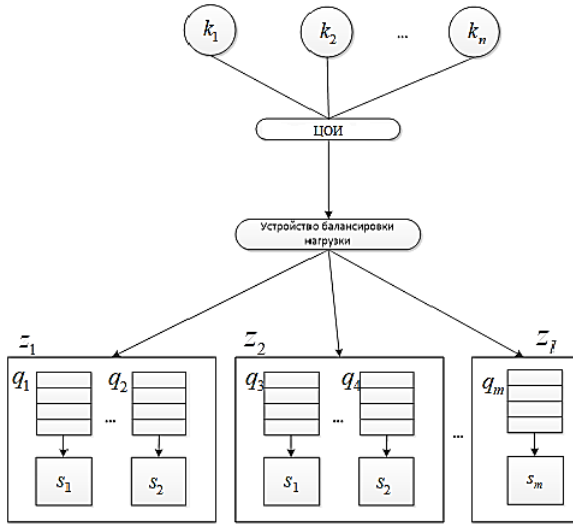 k1 k2 ... kn
ЦОИ
Устройство балансировки
нагрузки
z1 z2 zl
q1 q2 q3 q4 qm
... ... ...
s1 s2 s1 s2 sm